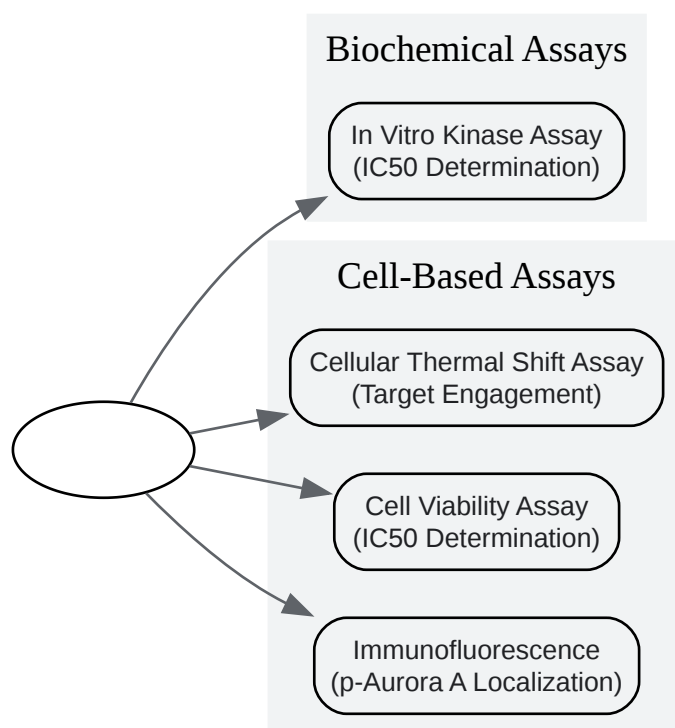 Biochemical Assays
In Vitro Kinase Assay
(IC50 Determination)
Cell-Based Assays
Cellular Thermal Shift Assay
(Target Engagement)
Cell Viability Assay
(IC50 Determination)
Immunofluorescence
(p-Aurora A Localization)